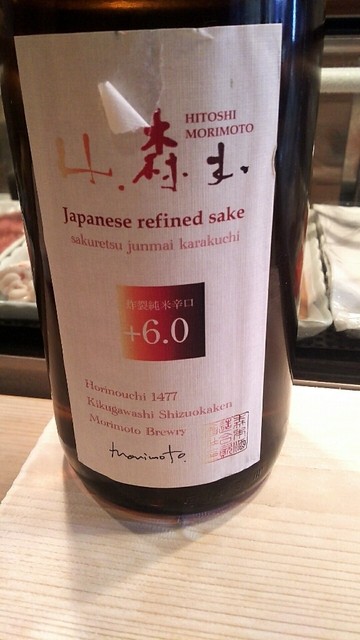 HITOSHI
MORIMOTO
森
Japanese refined sake
sakuretsu junmai karakuchi
炸裂純米辛口
+6.0
Horinouchi 1477
Kikugawashi Shizuokaken
Morimoto Brewry
morimoto